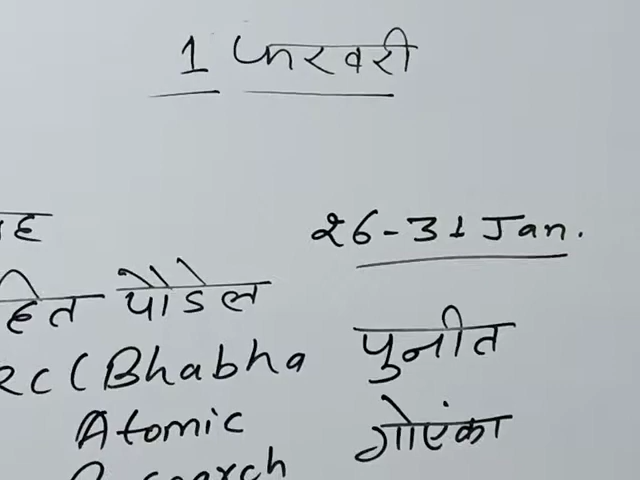 1 फरवरी
26-31 Jan.
पौडेल
(Bhabha
Atomic
पुनीत
गोएंका